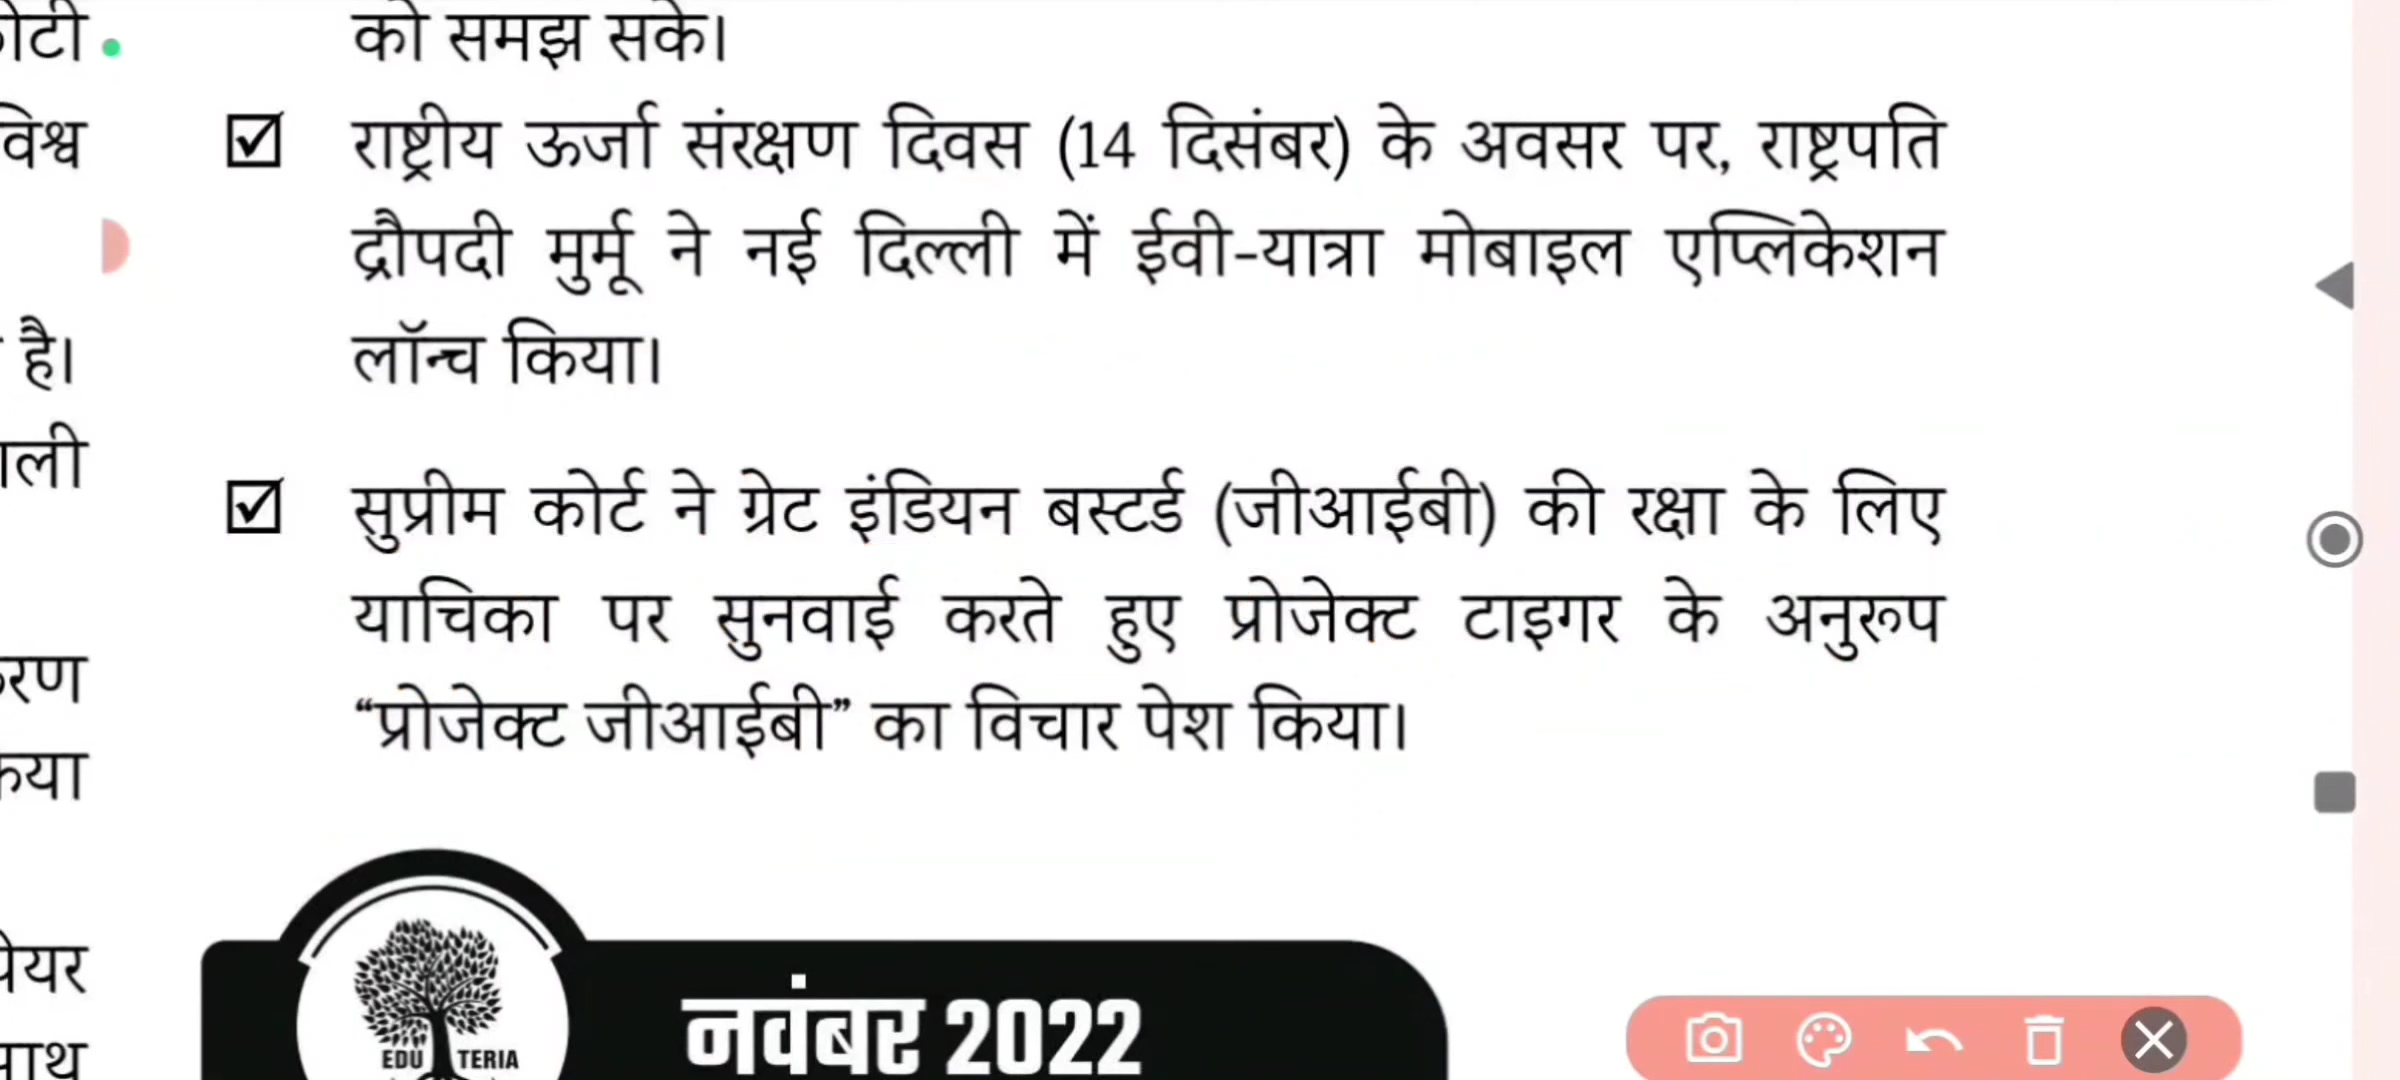 को समझ सके।
राष्ट्रीय ऊर्जा संरक्षण दिवस (14 दिसंबर) के अवसर पर, राष्ट्रपति
द्रौपदी मुर्मू ने नई दिल्ली में ईवी-यात्रा मोबाइल एप्लिकेशन
लॉन्च किया।
सुप्रीम कोर्ट ने ग्रेट इंडियन बस्टर्ड (जीआईबी) की रक्षा के लिए
याचिका पर सुनवाई करते हुए प्रोजेक्ट टाइगर के अनुरूप
“प्रोजेक्ट जीआईबी” का विचार पेश किया।
विश्व
है।
EDU TERIA
नवंबर 2022